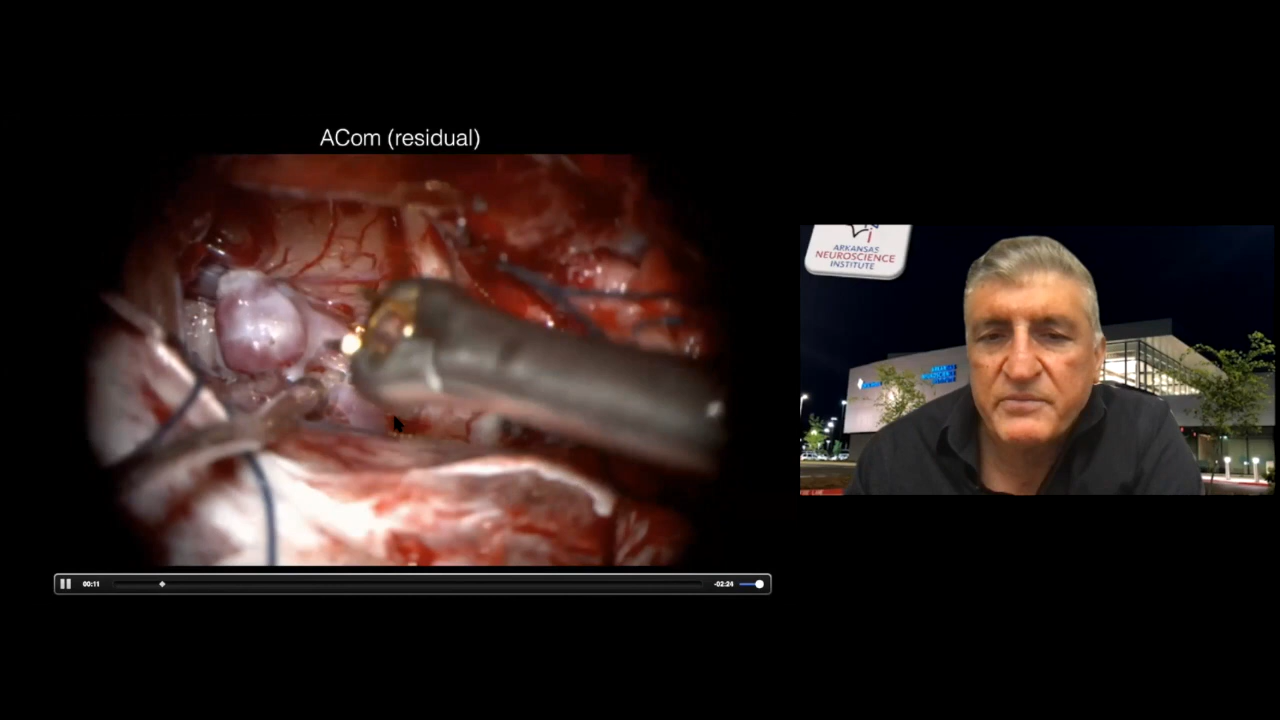 ACom (residual)
ARKANSAS
NEUROSCIENCE
INSTITUTE
00:11
-02:24